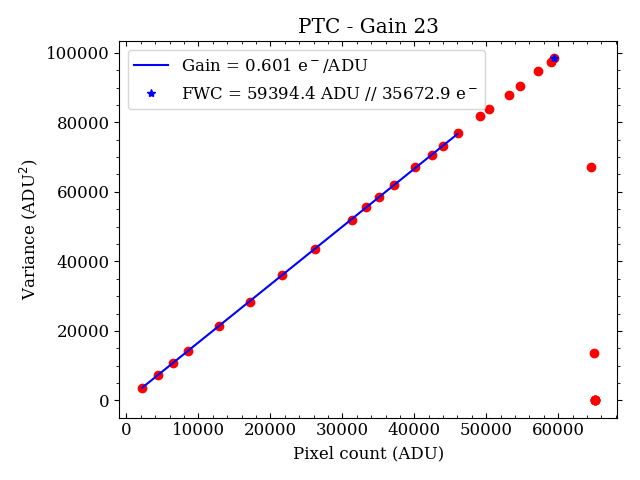 PTC - Gain 23
Gain = 0.601 e⁻/ADU
FWC = 59394.4 ADU // 35672.9 e⁻
100000
80000
60000
40000
20000
0
Variance (ADU²)
0 10000 20000 30000 40000 50000 60000
Pixel count (ADU)